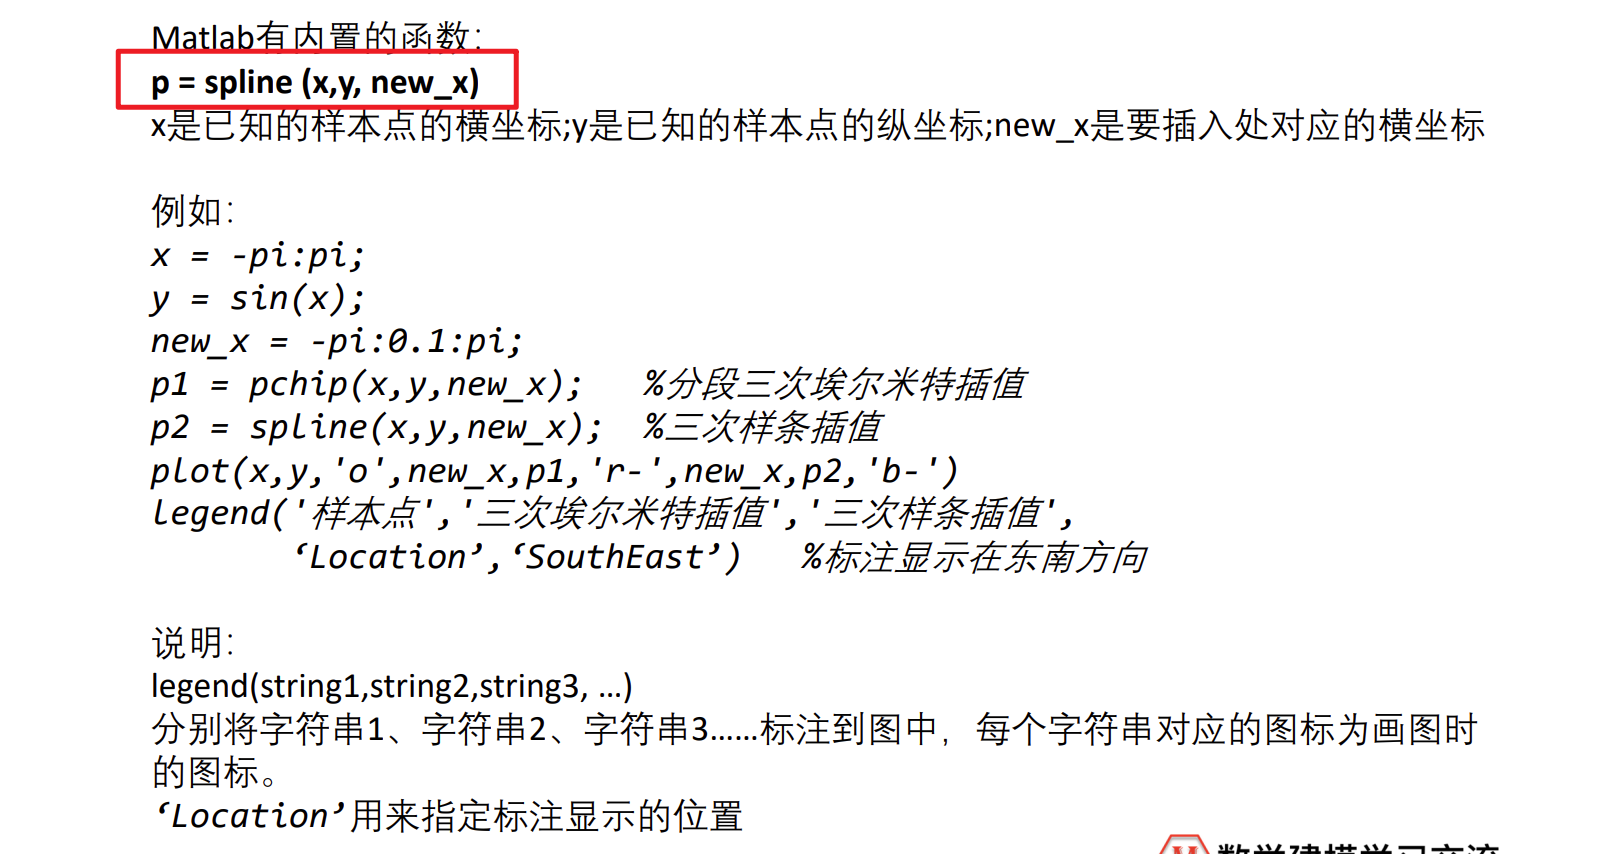 Matlab有内置的函数:
p = spline (x,y, new_x)
x是已知的样本点的横坐标;y是已知的样本点的纵坐标;new_x是要插入处对应的横坐标
例如:
x = -pi:pi;
y = sin(x);
new_x = -pi:0.1:pi;
p1 = pchip(x,y,new_x);   %分段三次埃尔米特插值
p2 = spline(x,y,new_x);  %三次样条插值
plot(x,y,'o',new_x,p1,'r-',new_x,p2,'b-')
legend('样本点','三次埃尔米特插值','三次样条插值',
‘Location’,‘SouthEast’)   %标注显示在东南方向
说明:
legend(string1,string2,string3, …)
分别将字符串1、字符串2、字符串3……标注到图中，每个字符串对应的图标为画图时
的图标。
‘Location’用来指定标注显示的位置
数学建模学习交流